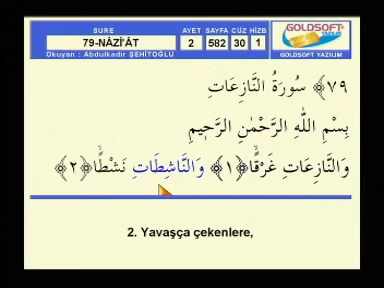 SURE AYET SAYFA CÜZ HİZB
79-NÂZİ'ÂT 2 582 30 1
Okuyan : Abdulkadir ŞEHİTOĞLU
GOLDSOFT
YAZILIM
GOLDSOFT YAZILIM
﴿٧٩﴾ سُورَةُ النَّازِعَاتِ
بِسْمِ اللّٰهِ الرَّحْمٰنِ الرَّحٖيمِ
وَالنَّازِعَاتِ غَرْقًاۙ ﴿١﴾ وَالنَّاشِطَاتِ نَشْطًاۙ ﴿٢﴾
2. Yavaşça çekenlere,